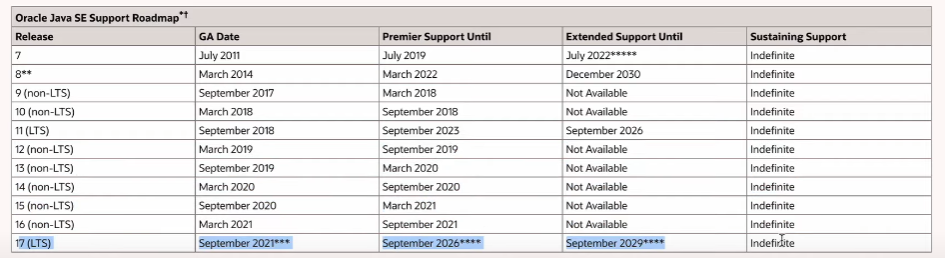 Oracle Java SE Support Roadmap*†
Release GA Date Premier Support Until Extended Support Until Sustaining Support
7 July 2011 July 2019 July 2022***** Indefinite
8** March 2014 March 2022 December 2030 Indefinite
9 (non-LTS) September 2017 March 2018 Not Available Indefinite
10 (non-LTS) March 2018 September 2018 Not Available Indefinite
11 (LTS) September 2018 September 2023 September 2026 Indefinite
12 (non-LTS) March 2019 September 2019 Not Available Indefinite
13 (non-LTS) September 2019 March 2020 Not Available Indefinite
14 (non-LTS) March 2020 September 2020 Not Available Indefinite
15 (non-LTS) September 2020 March 2021 Not Available Indefinite
16 (non-LTS) March 2021 September 2021 Not Available Indefinite
17 (LTS) September 2021*** September 2026**** September 2029**** Indefinite